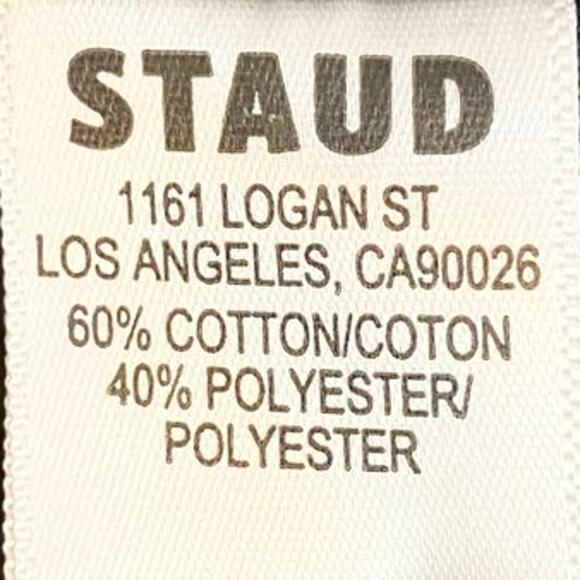 STAUD
1161 LOGAN ST
LOS ANGELES, CA90026
60% COTTON/COTON
40% POLYESTER/
POLYESTER